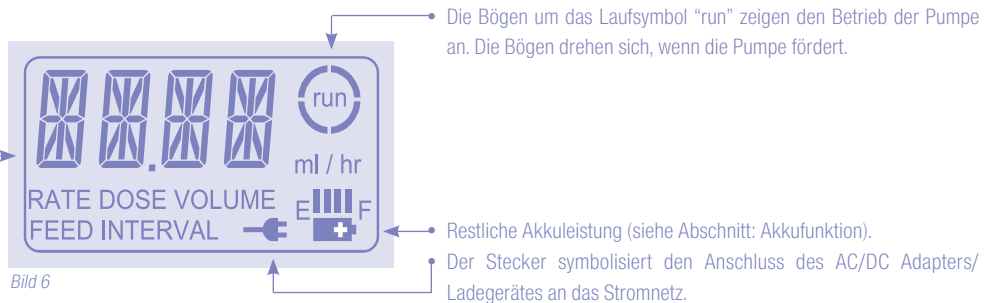 Die Bögen um das Laufsymbol “run” zeigen den Betrieb der Pumpe
an. Die Bögen drehen sich, wenn die Pumpe fördert.
run
ml / hr
RATE DOSE VOLUME
FEED INTERVAL
E F
Restliche Akkuleistung (siehe Abschnitt: Akkufunktion).
Der Stecker symbolisiert den Anschluss des AC/DC Adapters/
Ladegerätes an das Stromnetz.
Bild 6